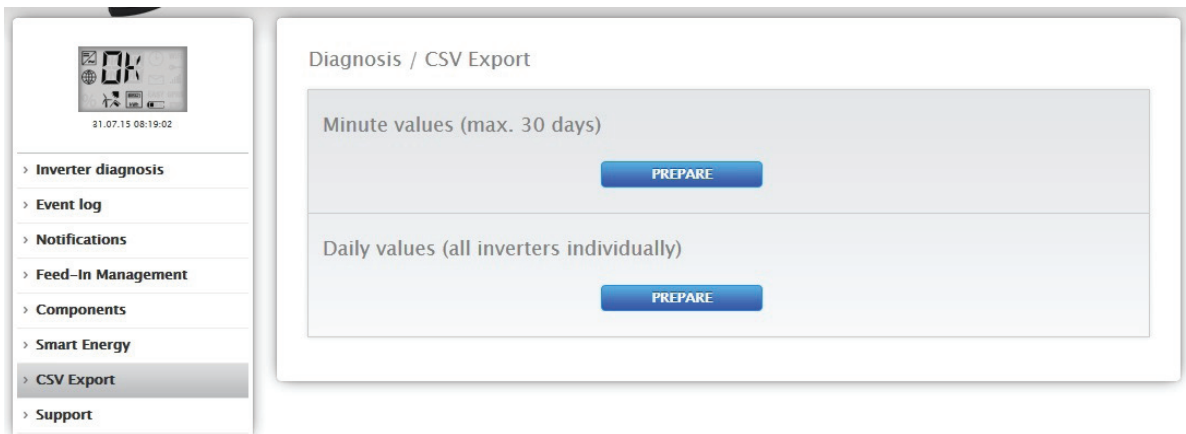 OK
31.07.15 08:19:02
› Inverter diagnosis
› Event log
› Notifications
› Feed-In Management
› Components
› Smart Energy
› CSV Export
› Support
Diagnosis / CSV Export
Minute values (max. 30 days)
PREPARE
Daily values (all inverters individually)
PREPARE